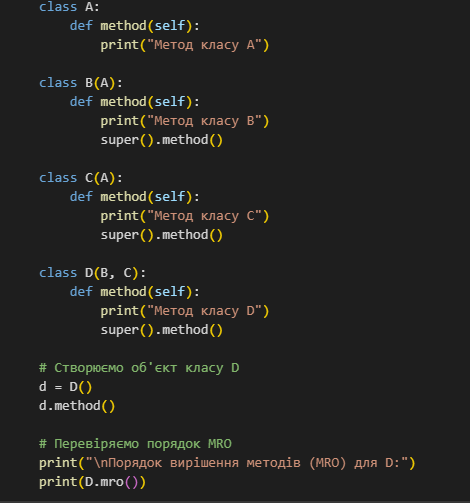 class A:
    def method(self):
        print("Метод класу A")

class B(A):
    def method(self):
        print("Метод класу B")
        super().method()

class C(A):
    def method(self):
        print("Метод класу C")
        super().method()

class D(B, C):
    def method(self):
        print("Метод класу D")
        super().method()

# Створюємо об'єкт класу D
d = D()
d.method()

# Перевіряємо порядок MRO
print("\nПорядок вирішення методів (MRO) для D:")
print(D.mro())